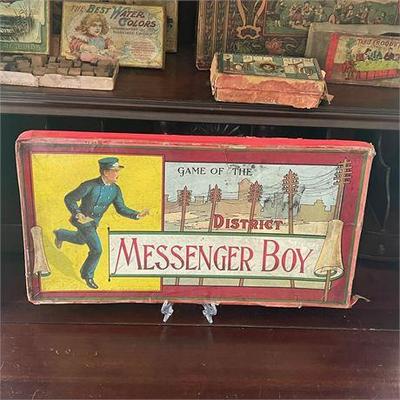 THE BEST WATER
COLORS
GAME OF THE
DISTRICT
MESSENGER BOY